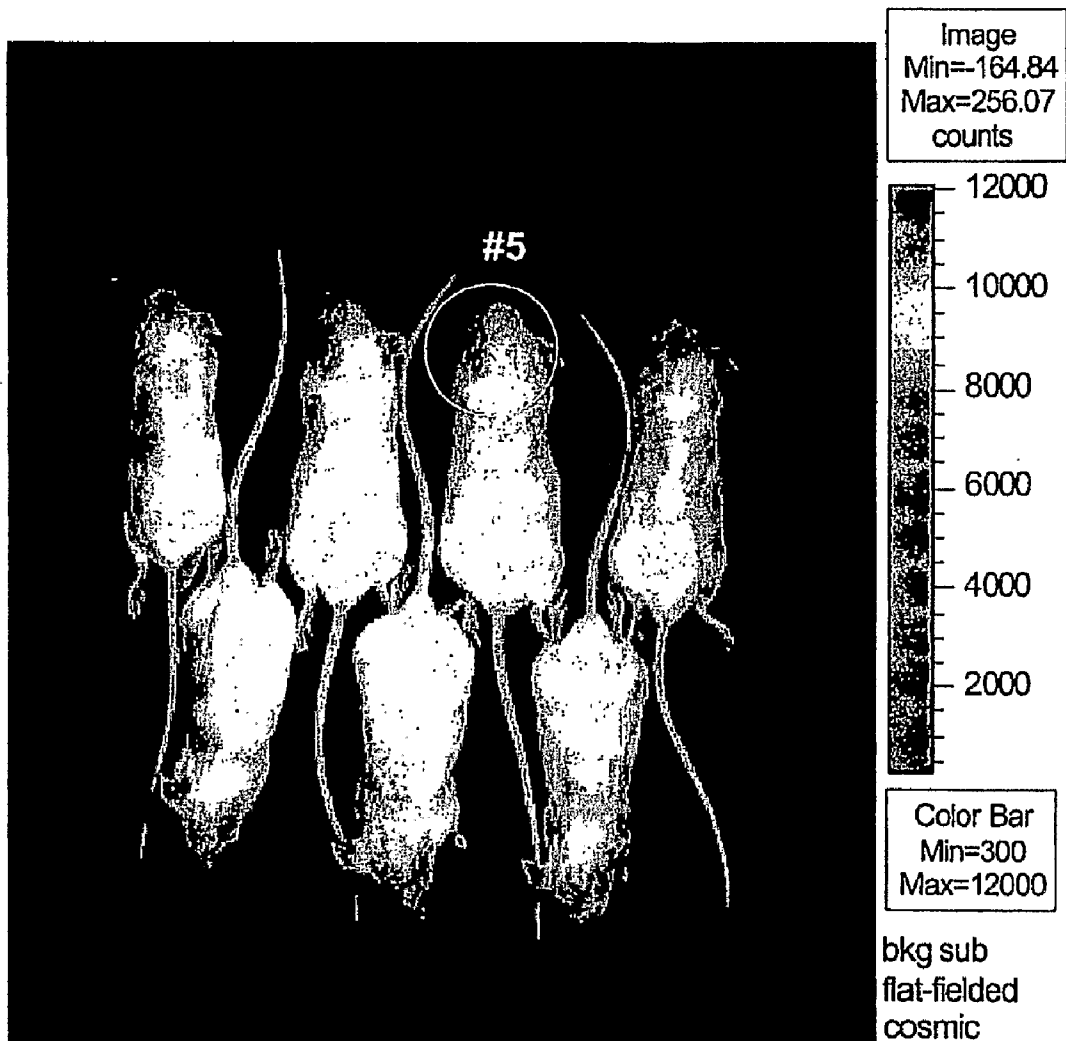 Image
Min=-164.84
Max=256.07
counts
#5
12000
10000
8000
6000
4000
2000
Color Bar
Min=300
Max=12000
bkg sub
flat-fielded
cosmic